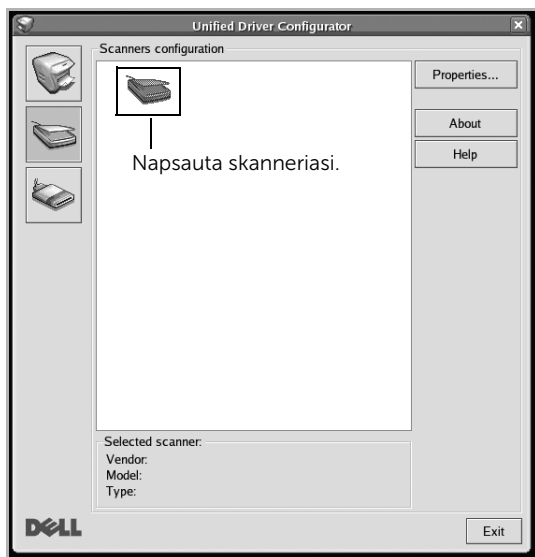 Unified Driver Configurator
Scanners configuration
Properties...
About
Help
Napsauta skanneriasi.
Selected scanner:
Vendor:
Model:
Type:
DELL
Exit